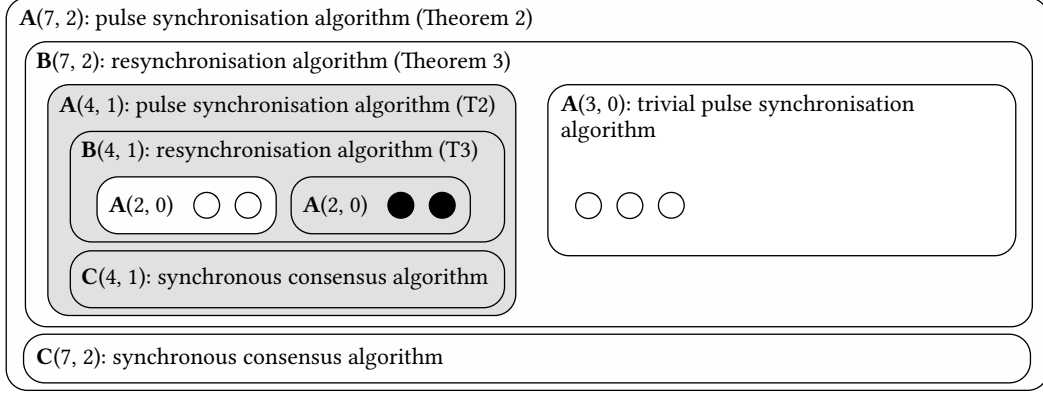 A(7, 2): pulse synchronisation algorithm (Theorem 2)
B(7, 2): resynchronisation algorithm (Theorem 3)
A(4, 1): pulse synchronisation algorithm (T2)
B(4, 1): resynchronisation algorithm (T3)
A(2, 0)
A(2, 0)
C(4, 1): synchronous consensus algorithm
A(3, 0): trivial pulse synchronisation
algorithm
C(7, 2): synchronous consensus algorithm